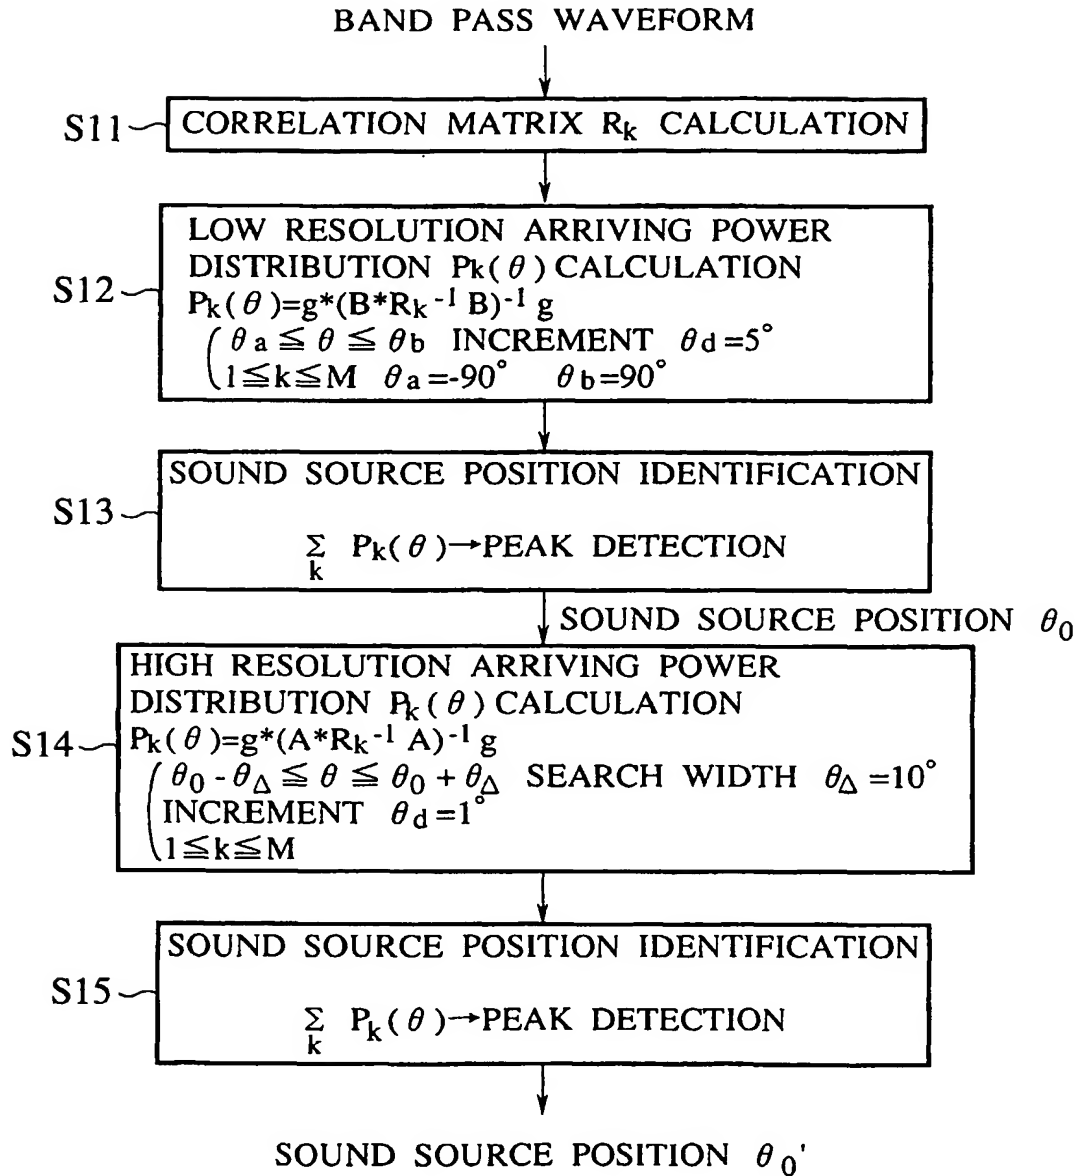 BAND PASS WAVEFORM
S11 CORRELATION MATRIX Rk CALCULATION
LOW RESOLUTION ARRIVING POWER
DISTRIBUTION Pk(θ) CALCULATION
S12
Pk(θ)=g*(B*Rk⁻¹ B)⁻¹ g
θa ≦ θ ≦ θb INCREMENT θd=5°
1≦k≦M θa=-90° θb=90°
SOUND SOURCE POSITION IDENTIFICATION
S13
Σk Pk(θ)→PEAK DETECTION
SOUND SOURCE POSITION θ0
HIGH RESOLUTION ARRIVING POWER
DISTRIBUTION Pk(θ) CALCULATION
S14 Pk(θ)=g*(A*Rk⁻¹ A)⁻¹ g
θ0 - θΔ ≦ θ ≦ θ0 + θΔ SEARCH WIDTH θΔ=10°
INCREMENT θd=1°
1≦k≦M
SOUND SOURCE POSITION IDENTIFICATION
S15
Σk Pk(θ)→PEAK DETECTION
SOUND SOURCE POSITION θ0'